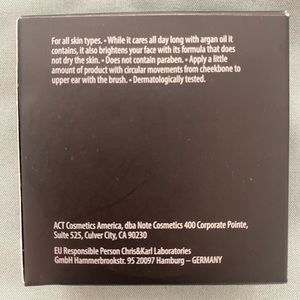 For all skin types. • While it cares all day long with argan oil it
contains, it also brightens your face with its formula that does
not dry the skin. • Does not contain paraben. • Apply a little
amount of product with circular movements from cheekbone to
upper ear with the brush. • Dermatologically tested.
ACT Cosmetics America, dba Note Cosmetics 400 Corporate Pointe,
Suite 525, Culver City, CA 90230
EU Responsible Person Chris&Karl Laboratories
GmbH Hammerbrookstr. 95 20097 Hamburg – GERMANY